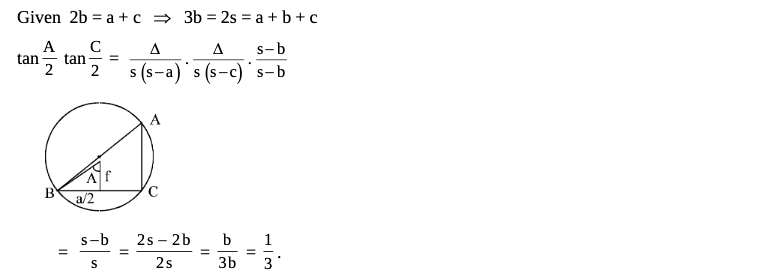 Given 2b = a + c ⇒ 3b = 2s = a + b + c
tan A/2 tan C/2 = Δ/s(s−a) · Δ/s(s−c) · s−b/s−b
A
A f
B a/2 C
= s−b/s = 2s − 2b/2s = b/3b = 1/3 .